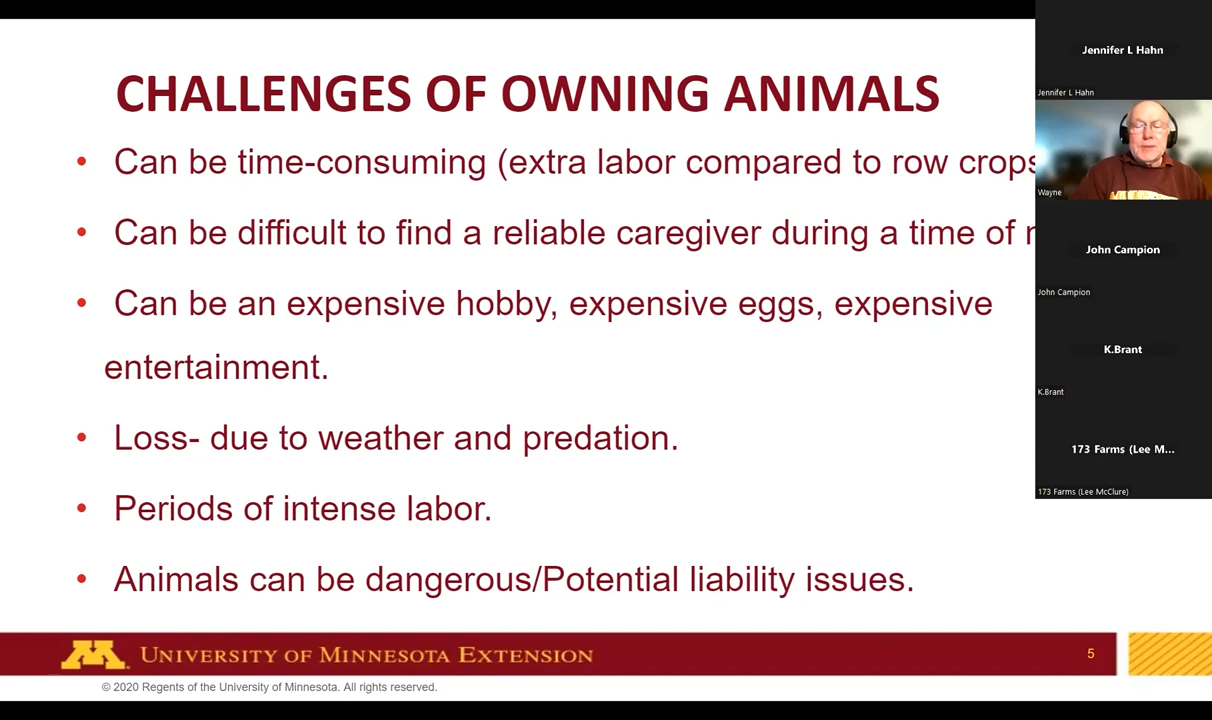 CHALLENGES OF OWNING ANIMALS
• Can be time-consuming (extra labor compared to row crops
• Can be difficult to find a reliable caregiver during a time of
• Can be an expensive hobby, expensive eggs, expensive
entertainment.
• Loss- due to weather and predation.
• Periods of intense labor.
• Animals can be dangerous/Potential liability issues.
UNIVERSITY OF MINNESOTA EXTENSION
5
© 2020 Regents of the University of Minnesota. All rights reserved.
Jennifer L Hahn
Jennifer L Hahn
Wayne
John Campion
John Campion
K.Brant
K.Brant
173 Farms (Lee M...
173 Farms (Lee McClure)